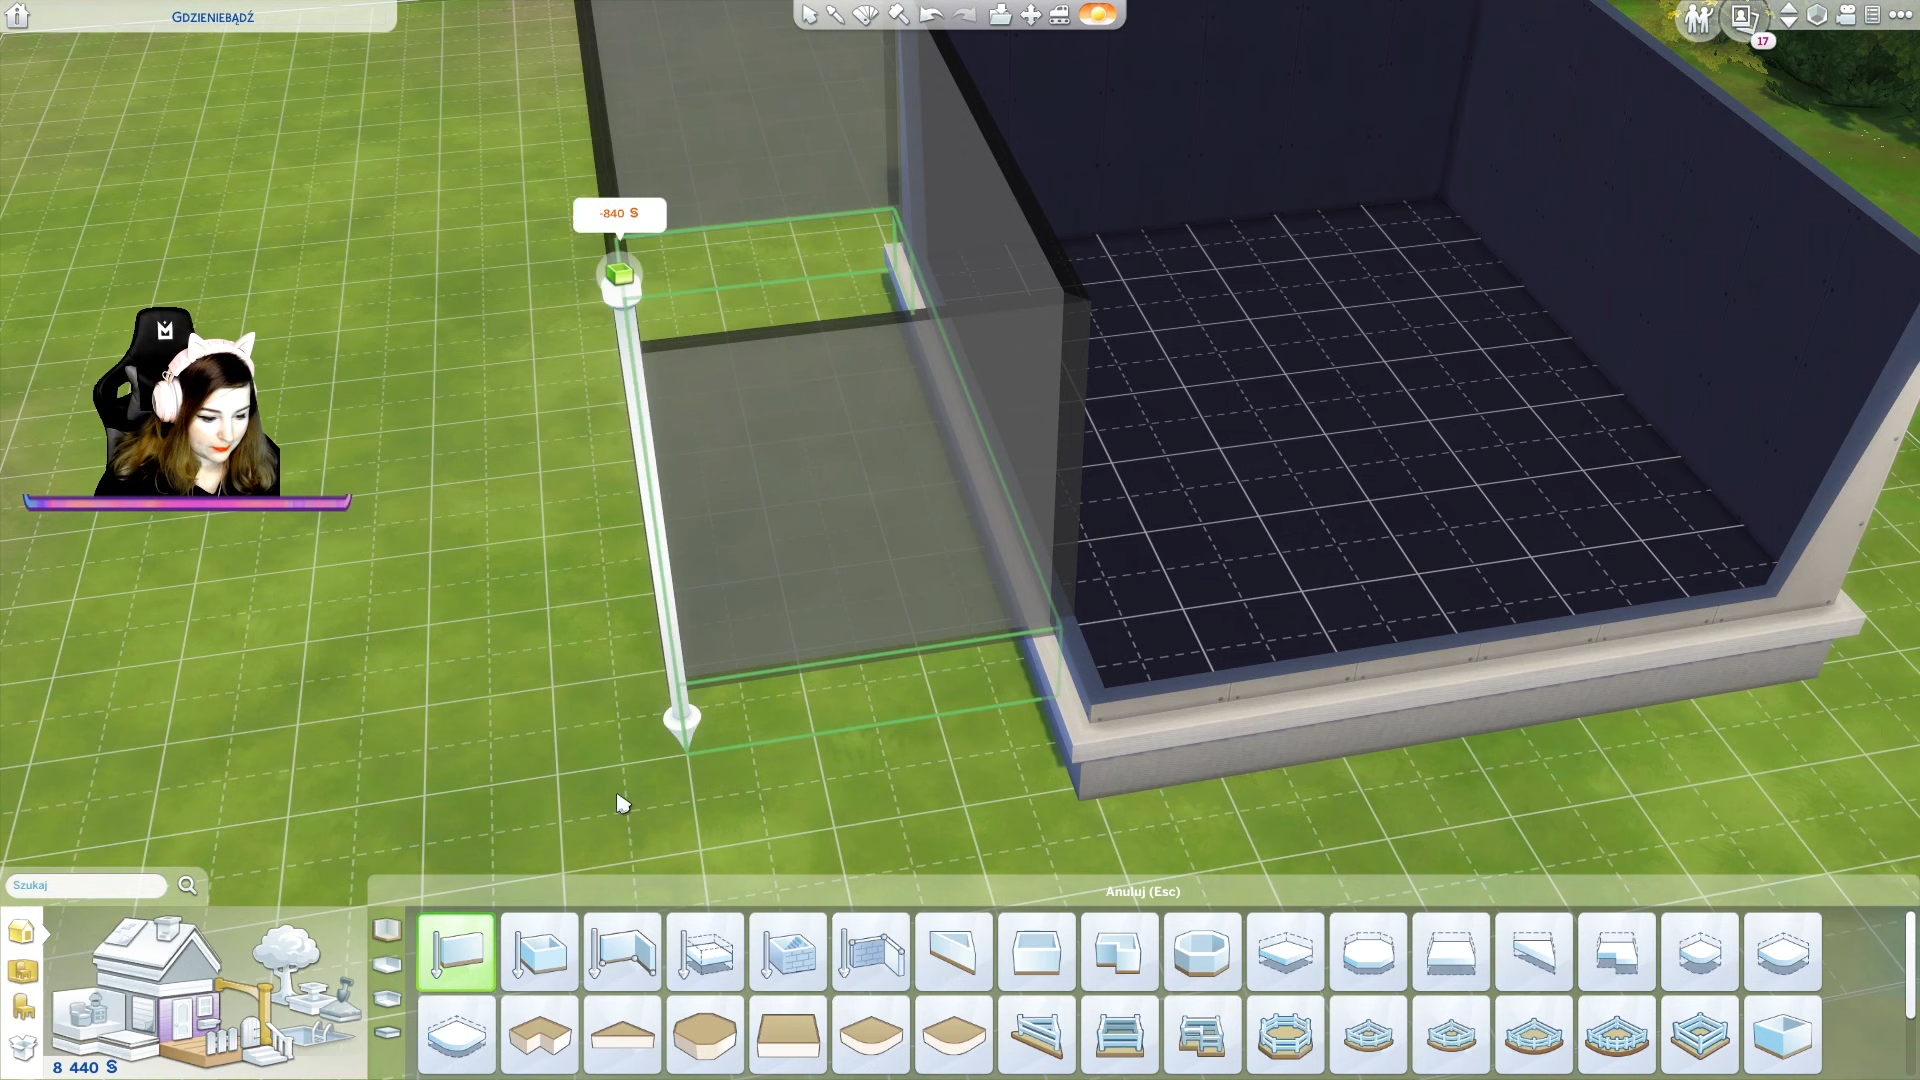 Gdzieniebądź
17
-840 $
Anuluj (Esc)
Szukaj
8 440 $